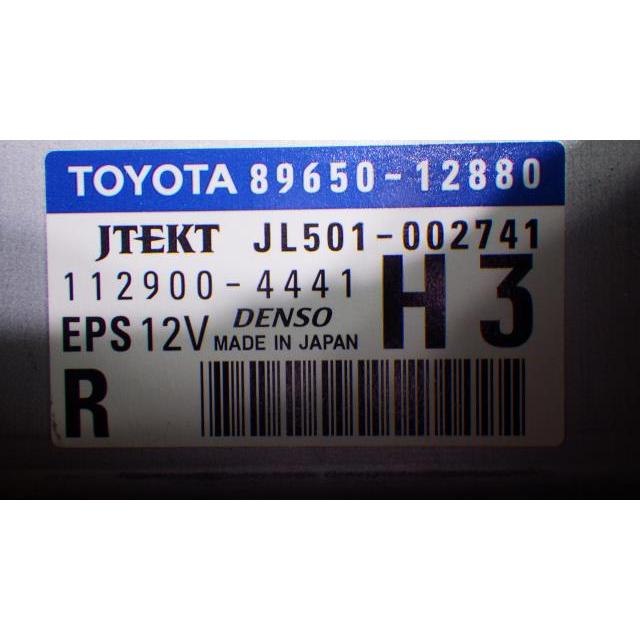 TOYOTA 89650-12880
JTEKT JL501-002741
112900-4441 H3
EPS 12V DENSO
MADE IN JAPAN
R